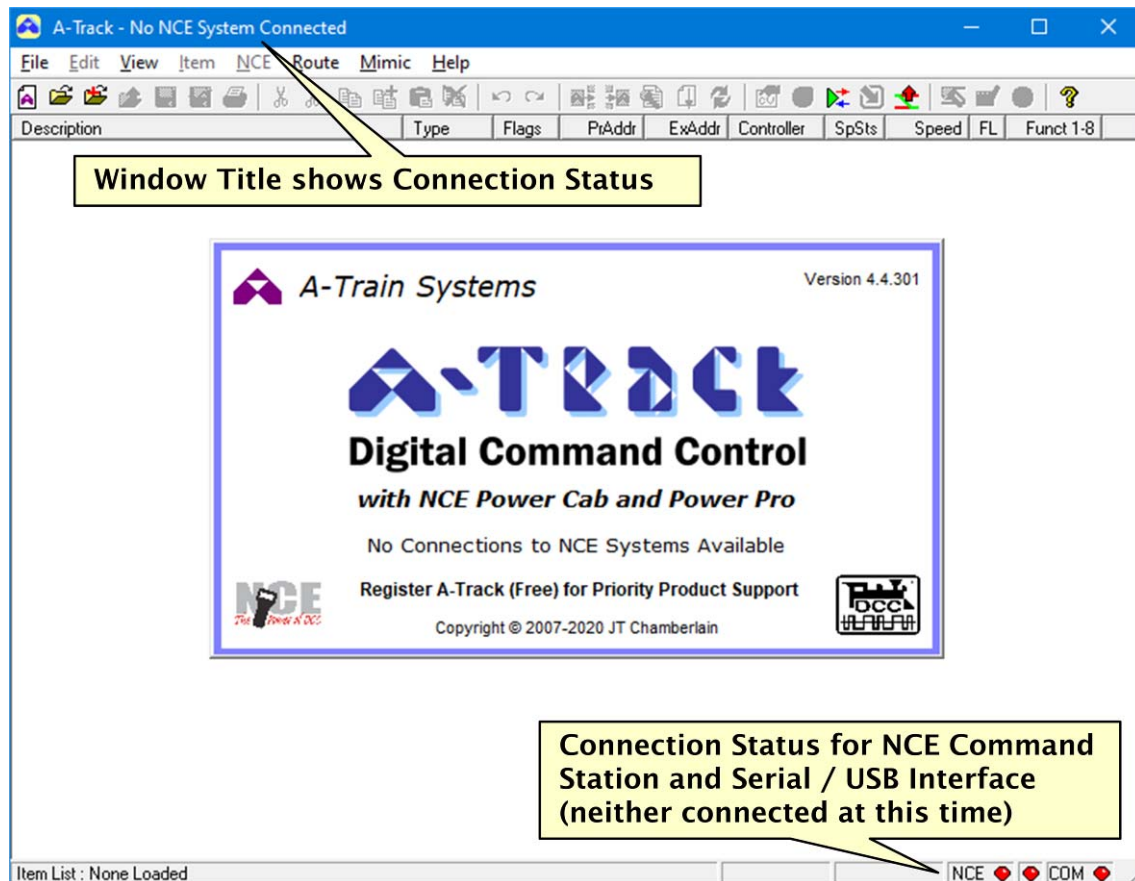 A-Track - No NCE System Connected
File Edit View Item NCE Route Mimic Help
Description Type Flags PrAddr ExAddr Controller SpSts Speed FL Funct 1-8
Window Title shows Connection Status
A-Train Systems
Version 4.4.301
A-TRACK
Digital Command Control
with NCE Power Cab and Power Pro
No Connections to NCE Systems Available
NCE
The Power of DCC
Register A-Track (Free) for Priority Product Support
DCC
Copyright © 2007-2020 JT Chamberlain
Connection Status for NCE Command
Station and Serial / USB Interface
(neither connected at this time)
Item List : None Loaded
NCE COM